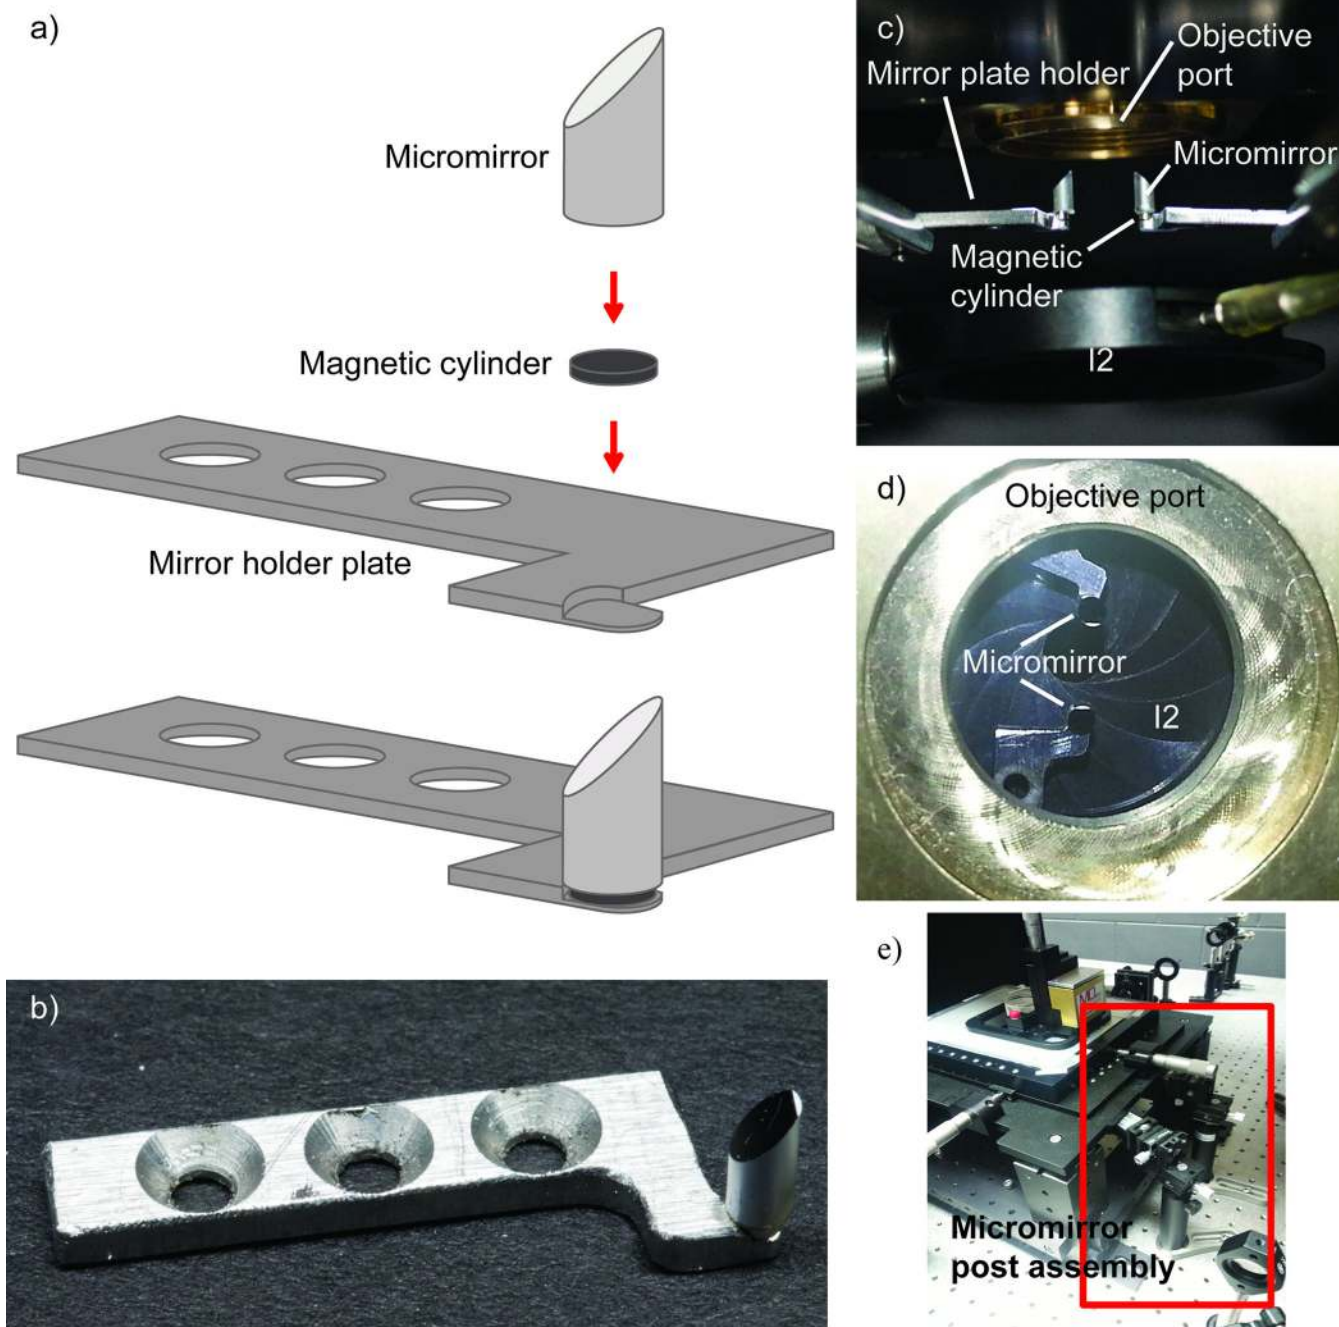 a)
Micromirror
Magnetic cylinder
Mirror holder plate
b)
c)
Objective
port
Mirror plate holder
Micromirror
Magnetic
cylinder
I2
d)
Objective port
Micromirror
I2
e)
MCL
Micromirror
post assembly